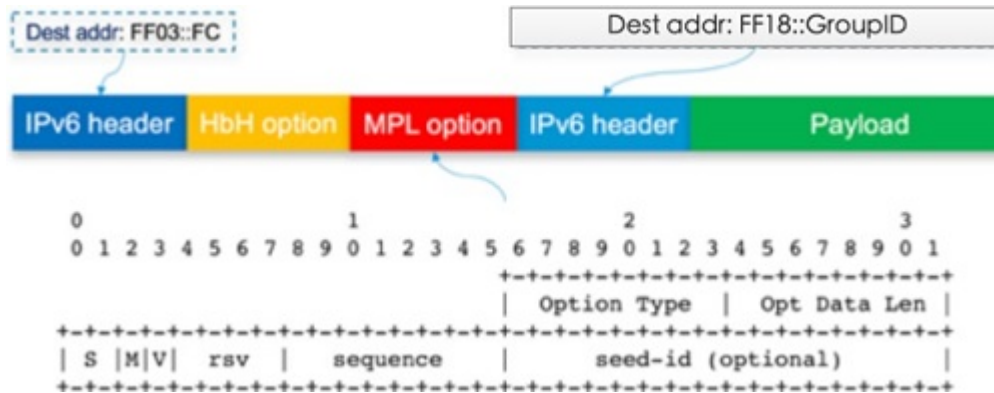 Dest addr: FF03::FC
Dest addr: FF18::GroupID
IPv6 header HbH option MPL option IPv6 header Payload
0 1 2 3
0 1 2 3 4 5 6 7 8 9 0 1 2 3 4 5 6 7 8 9 0 1 2 3 4 5 6 7 8 9 0 1
+-+-+-+-+-+-+-+-+-+-+-+-+-+-+-+-+
| Option Type | Opt Data Len |
+-+-+-+-+-+-+-+-+-+-+-+-+-+-+-+-+-+-+-+-+-+-+-+-+-+-+-+-+-+-+-+-+
| S |M|V| rsv | sequence | seed-id (optional) |
+-+-+-+-+-+-+-+-+-+-+-+-+-+-+-+-+-+-+-+-+-+-+-+-+-+-+-+-+-+-+-+-+